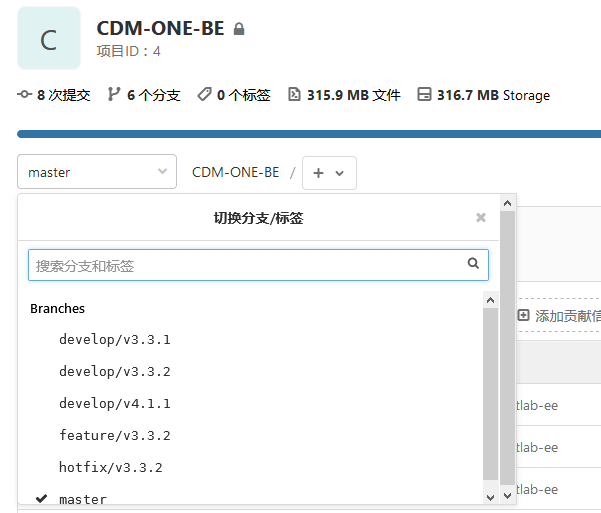 C
CDM-ONE-BE
项目ID：4
8 次提交 6 个分支 0 个标签 315.9 MB 文件 316.7 MB Storage
master CDM-ONE-BE / +
切换分支/标签 ×
搜索分支和标签
Branches
develop/v3.3.1
添加贡献信
develop/v3.3.2
develop/v4.1.1
tlab-ee
feature/v3.3.2
tlab-ee
hotfix/v3.3.2
tlab-ee
master